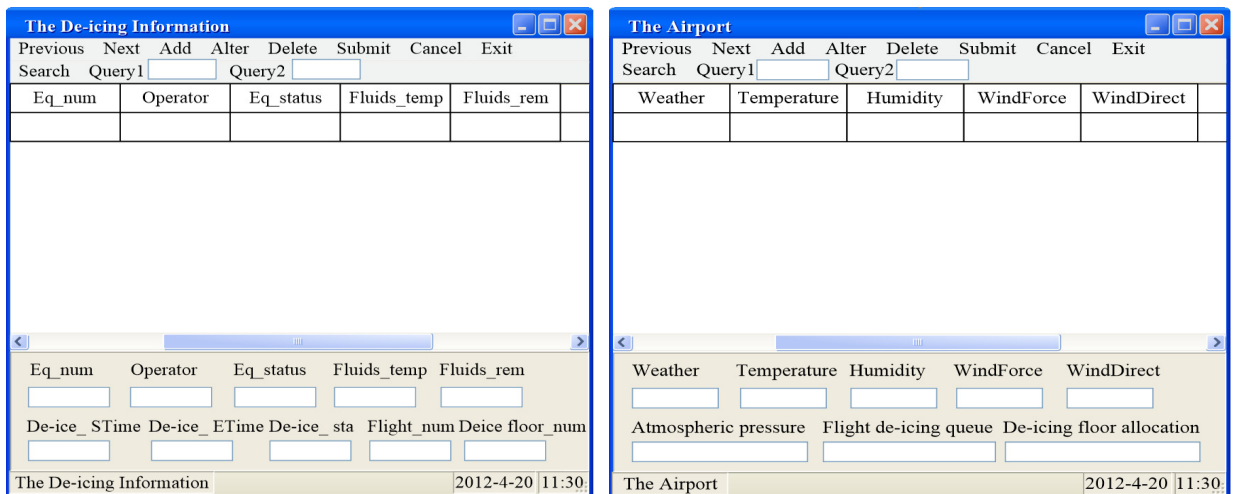 The De-icing Information
Previous Next Add Alter Delete Submit Cancel Exit
Search Query1 Query2
Eq_num Operator Eq_status Fluids_temp Fluids_rem
Eq_num Operator Eq_status Fluids_temp Fluids_rem
De-ice_ STime De-ice_ ETime De-ice_ sta Flight_num Deice floor_num
The De-icing Information 2012-4-20 11:30
The Airport
Previous Next Add Alter Delete Submit Cancel Exit
Search Query1 Query2
Weather Temperature Humidity WindForce WindDirect
Weather Temperature Humidity WindForce WindDirect
Atmospheric pressure Flight de-icing queue De-icing floor allocation
The Airport 2012-4-20 11:30